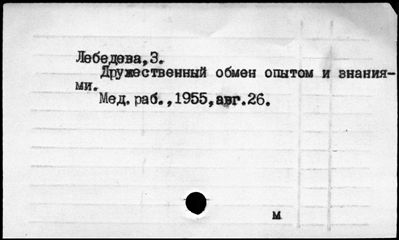 Лебедева,З.
Дружественный обмен опытом и знания-
ми.
Мед.раб.,1955,авг.26.
м